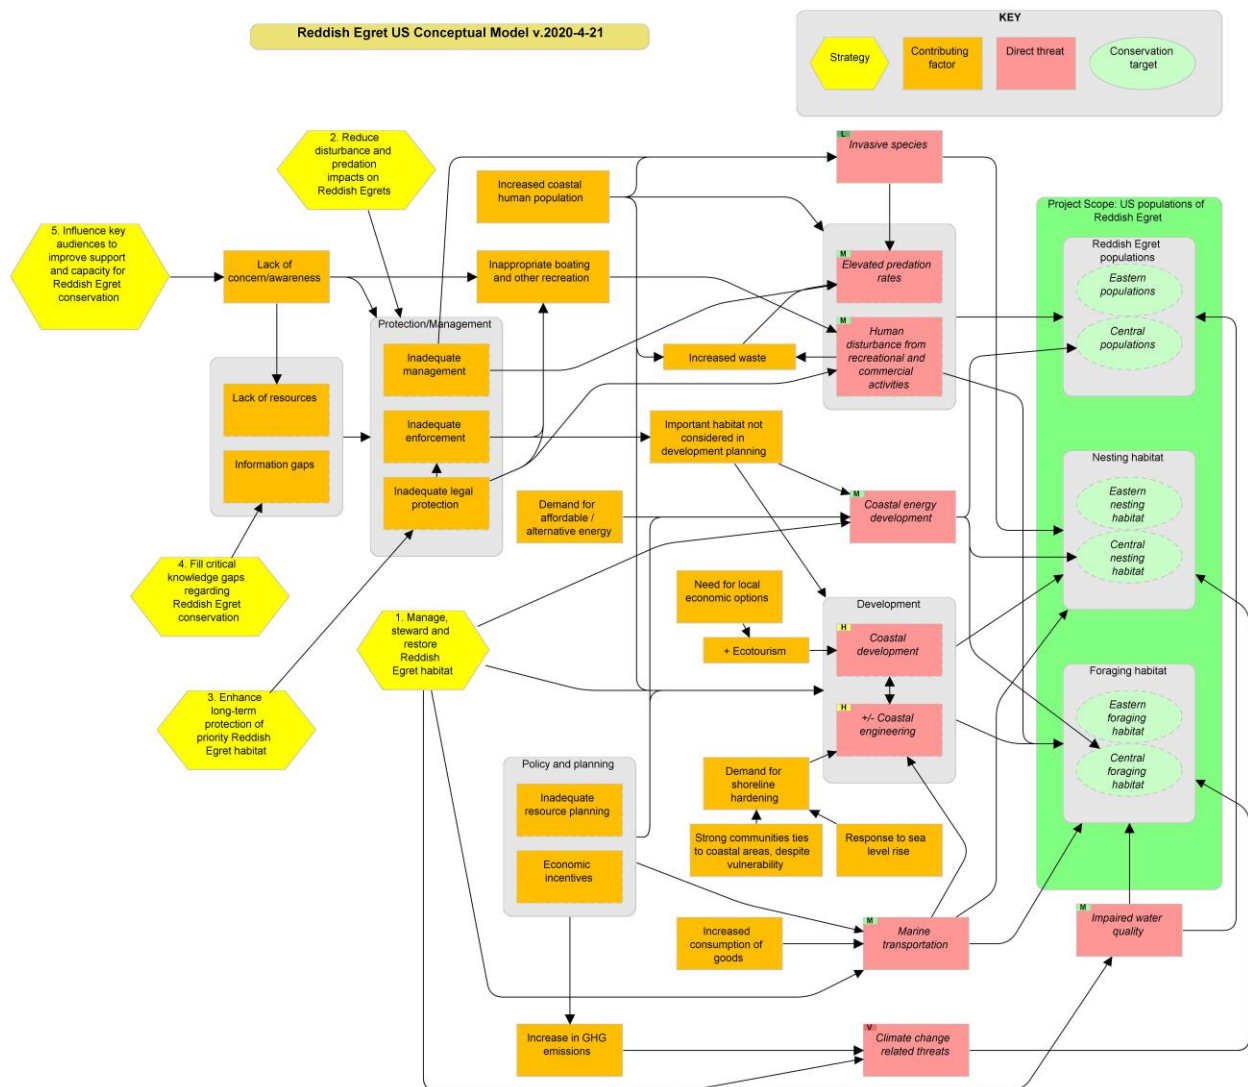 Reddish Egret US Conceptual Model v.2020-4-21
KEY
Strategy
Contributing
factor
Direct threat
Conservation
target
2. Reduce
disturbance and
predation
impacts on
Reddish Egrets
L
Invasive species
Increased coastal
human population
Project Scope: US populations of
Reddish Egret
5. Influence key
audiences to
improve support
and capacity for
Reddish Egret
conservation
Lack of
concern/awareness
Inappropriate boating
and other recreation
M
Elevated predation
rates
Reddish Egret
populations
Eastern
populations
Central
populations
Protection/Management
Inadequate
management
Increased waste
M
Human
disturbance from
recreational and
commercial
activities
Lack of resources
Information gaps
Inadequate
enforcement
Inadequate legal
protection
Important habitat not
considered in
development planning
Demand for
affordable /
alternative energy
M
Coastal energy
development
Nesting habitat
Eastern
nesting
habitat
Central
nesting
habitat
4. Fill critical
knowledge gaps
regarding
Reddish Egret
conservation
Need for local
economic options
+ Ecotourism
Development
H
Coastal
development
H
+/- Coastal
engineering
1. Manage,
steward and
restore
Reddish
Egret habitat
3. Enhance
long-term
protection of
priority Reddish
Egret habitat
Foraging habitat
Eastern
foraging
habitat
Central
foraging
habitat
Policy and planning
Inadequate
resource planning
Economic
incentives
Demand for
shoreline
hardening
Strong communities ties
to coastal areas, despite
vulnerability
Response to sea
level rise
Increased
consumption of
goods
M
Marine
transportation
M
Impaired water
quality
Increase in GHG
emissions
V
Climate change
related threats